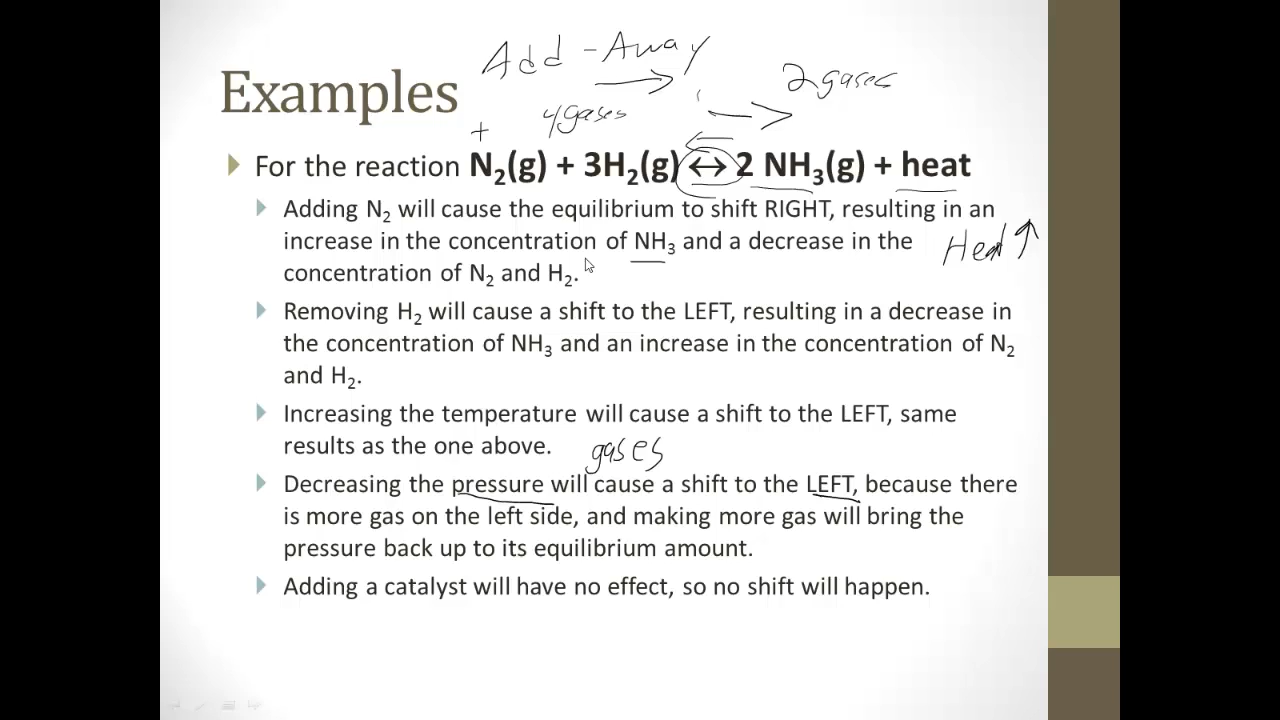 Add - Away
Examples
4gases
2gases
+
For the reaction N₂(g) + 3H₂(g) ↔ 2 NH₃(g) + heat
Adding N₂ will cause the equilibrium to shift RIGHT, resulting in an
increase in the concentration of NH₃ and a decrease in the
Heat ↑
concentration of N₂ and H₂.
Removing H₂ will cause a shift to the LEFT, resulting in a decrease in
the concentration of NH₃ and an increase in the concentration of N₂
and H₂.
Increasing the temperature will cause a shift to the LEFT, same
results as the one above.
gases
Decreasing the pressure will cause a shift to the LEFT, because there
is more gas on the left side, and making more gas will bring the
pressure back up to its equilibrium amount.
Adding a catalyst will have no effect, so no shift will happen.